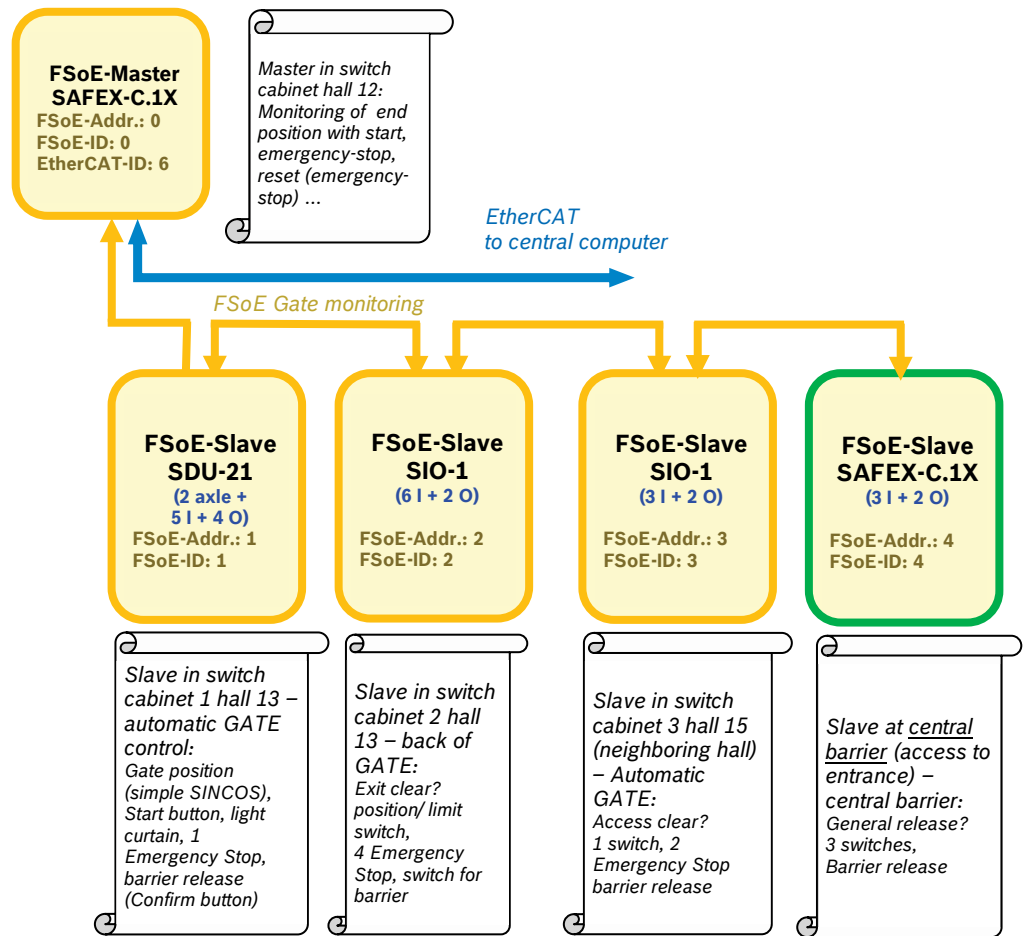 FSoE-Master
SAFEX-C.1X
FSoE-Addr.: 0
FSoE-ID: 0
EtherCAT-ID: 6
Master in switch
cabinet hall 12:
Monitoring of end
position with start,
emergency-stop,
reset (emergency-
stop) ...
EtherCAT
to central computer
FSoE Gate monitoring
FSoE-Slave
SDU-21
(2 axle +
5 I + 4 O)
FSoE-Addr.: 1
FSoE-ID: 1
FSoE-Slave
SIO-1
(6 I + 2 O)
FSoE-Addr.: 2
FSoE-ID: 2
FSoE-Slave
SIO-1
(3 I + 2 O)
FSoE-Addr.: 3
FSoE-ID: 3
FSoE-Slave
SAFEX-C.1X
(3 I + 2 O)
FSoE-Addr.: 4
FSoE-ID: 4
Slave in switch
cabinet 1 hall 13 –
automatic GATE
control:
Gate position
(simple SINCOS),
Start button, light
curtain, 1
Emergency Stop,
barrier release
(Confirm button)
Slave in switch
cabinet 2 hall
13 – back of
GATE:
Exit clear?
position/ limit
switch,
4 Emergency
Stop, switch for
barrier
Slave in switch
cabinet 3 hall 15
(neighboring hall)
– Automatic
GATE:
Access clear?
1 switch, 2
Emergency Stop
barrier release
Slave at central
barrier (access to
entrance) –
central barrier:
General release?
3 switches,
Barrier release